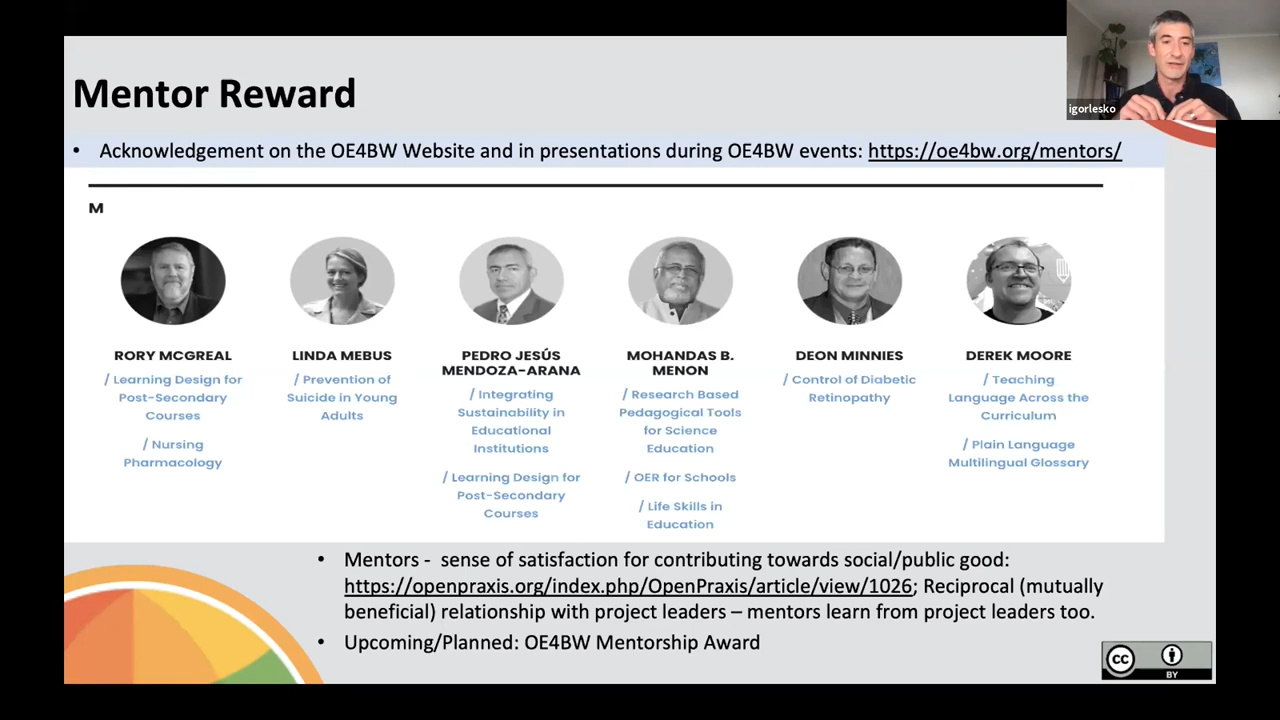 Mentor Reward
igorlesko
• Acknowledgement on the OE4BW Website and in presentations during OE4BW events: https://oe4bw.org/mentors/
M
RORY MCGREAL
/ Learning Design for
Post-Secondary
Courses
/ Nursing
Pharmacology
LINDA MEBUS
/ Prevention of
Suicide in Young
Adults
PEDRO JESÚS
MENDOZA-ARANA
/ Integrating
Sustainability in
Educational
Institutions
/ Learning Design for
Post-Secondary
Courses
MOHANDAS B.
MENON
/ Research Based
Pedagogical Tools
for Science
Education
/ OER for Schools
/ Life Skills in
Education
DEON MINNIES
/ Control of Diabetic
Retinopathy
DEREK MOORE
/ Teaching
Language Across the
Curriculum
/ Plain Language
Multilingual Glossary
• Mentors - sense of satisfaction for contributing towards social/public good:
https://openpraxis.org/index.php/OpenPraxis/article/view/1026; Reciprocal (mutually
beneficial) relationship with project leaders – mentors learn from project leaders too.
• Upcoming/Planned: OE4BW Mentorship Award
cc
BY